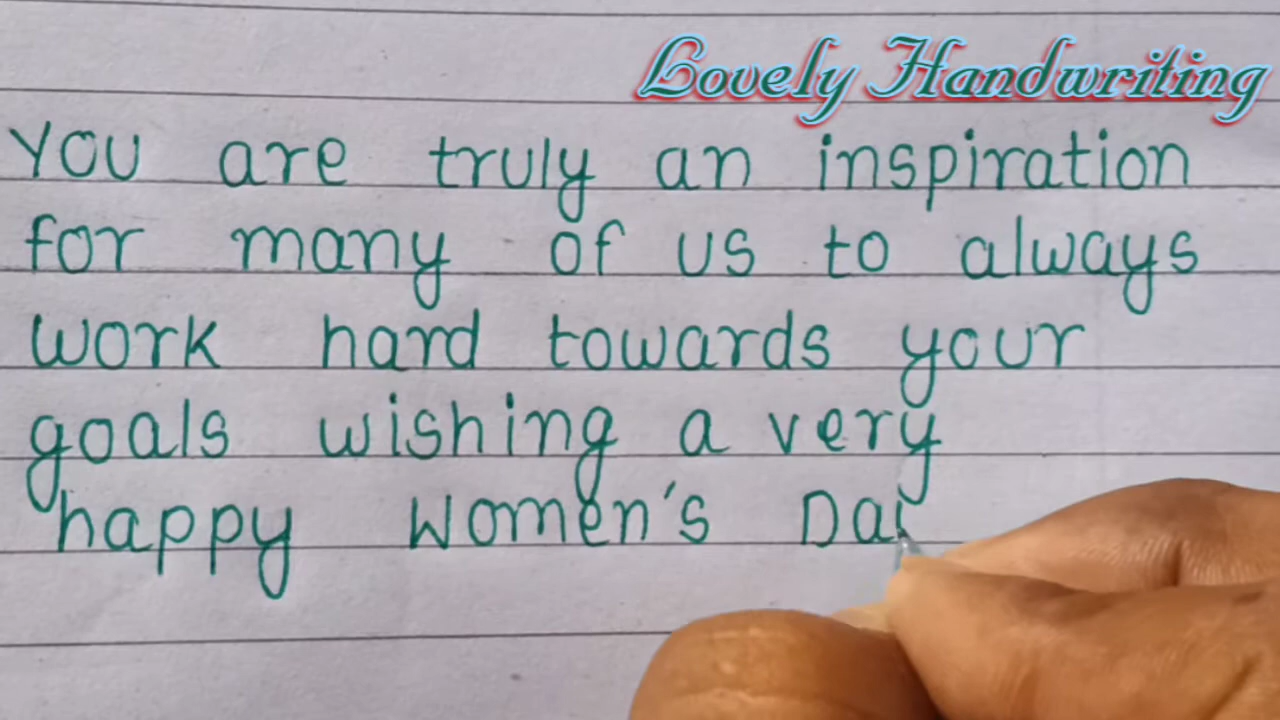 Lovely Handwriting
You are truly an inspiration
for many of us to always
work hard towards your
goals wishing a very
happy Women's Da